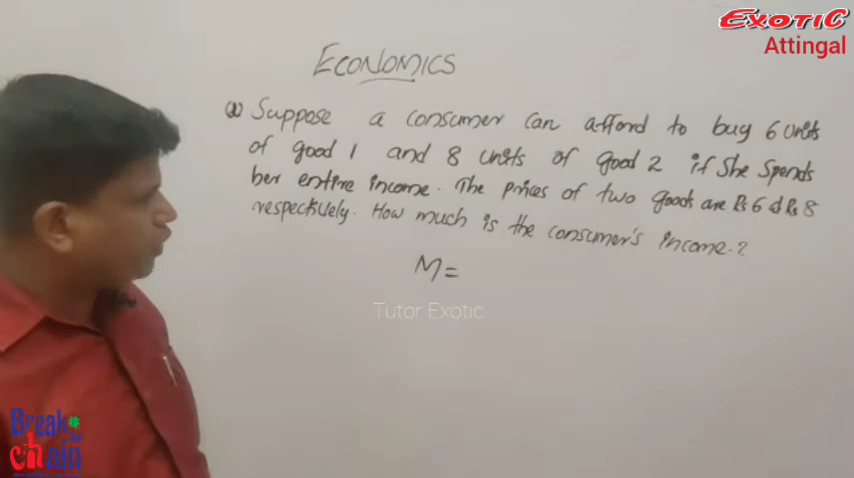 EXOTIC
Attingal
ECONOMICS
Q) Suppose a consumer can afford to buy 6 units
of good 1 and 8 units of good 2 if she spends
her entire income. The prices of two goods are Rs 6 & Rs 8
respectively. How much is the consumer's income.?
M=
Tutor Exotic
Break
the
chain